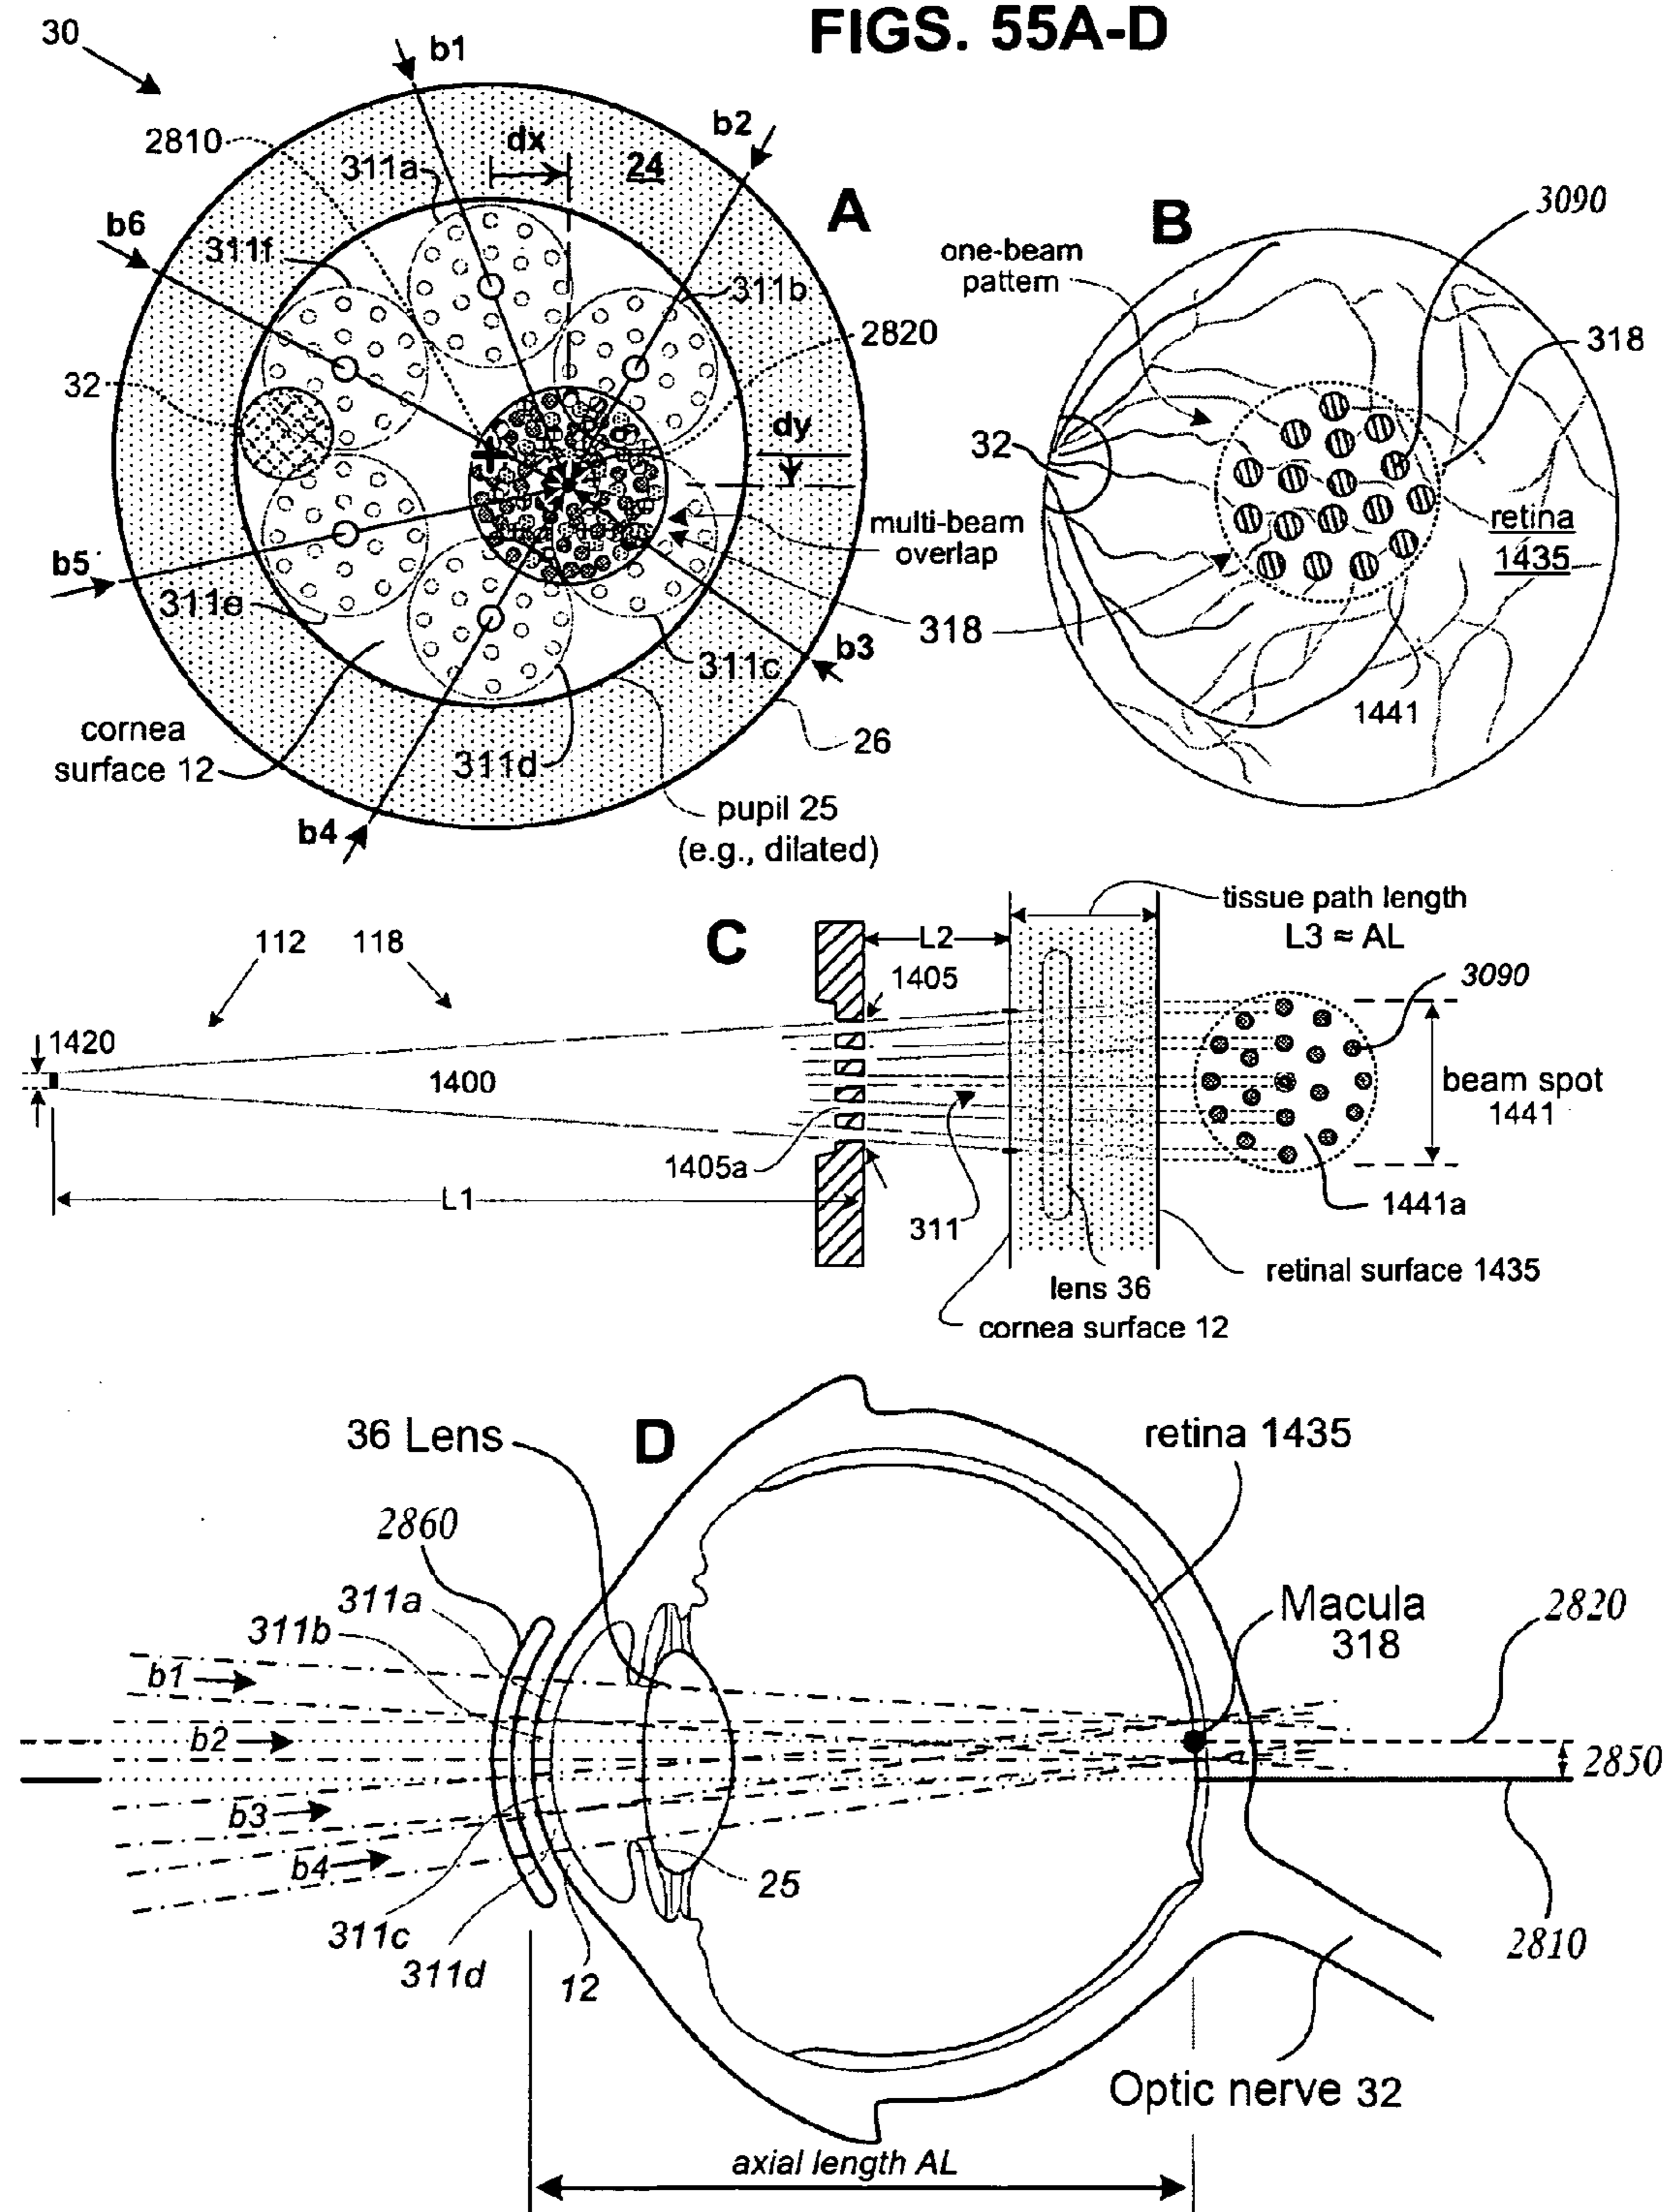 FIGS. 55A-D
30
b1
2810
311a
dx
24
b2
A
b6
311f
311b
32
2820
dy
multi-beam
overlap
b5
311e
318
311c
b3
cornea
surface 12
311d
26
b4
pupil 25
(e.g., dilated)
B
3090
one-beam
pattern
318
32
retina
1435
1441
C
112
118
L2
tissue path length
L3 ≈ AL
1405
3090
1420
1400
beam spot
1441
1405a
L1
311
1441a
lens 36
retinal surface 1435
cornea surface 12
36 Lens
D
retina 1435
2860
311a
311b
Macula
318
2820
b1
b2
2850
b3
b4
25
311c
311d
12
2810
Optic nerve 32
axial length AL